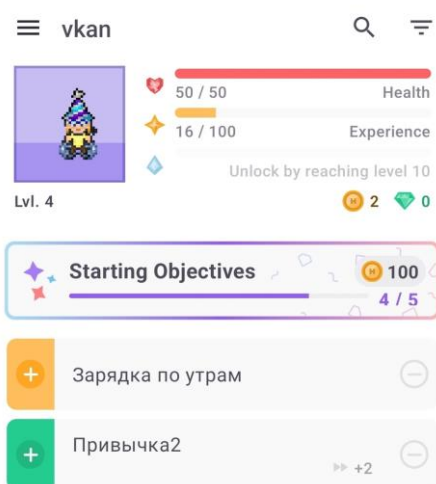 vkan
50 / 50 Health
16 / 100 Experience
Unlock by reaching level 10
Lvl. 4 2 0
Starting Objectives 100
4 / 5
Зарядка по утрам
Привычка2
+2